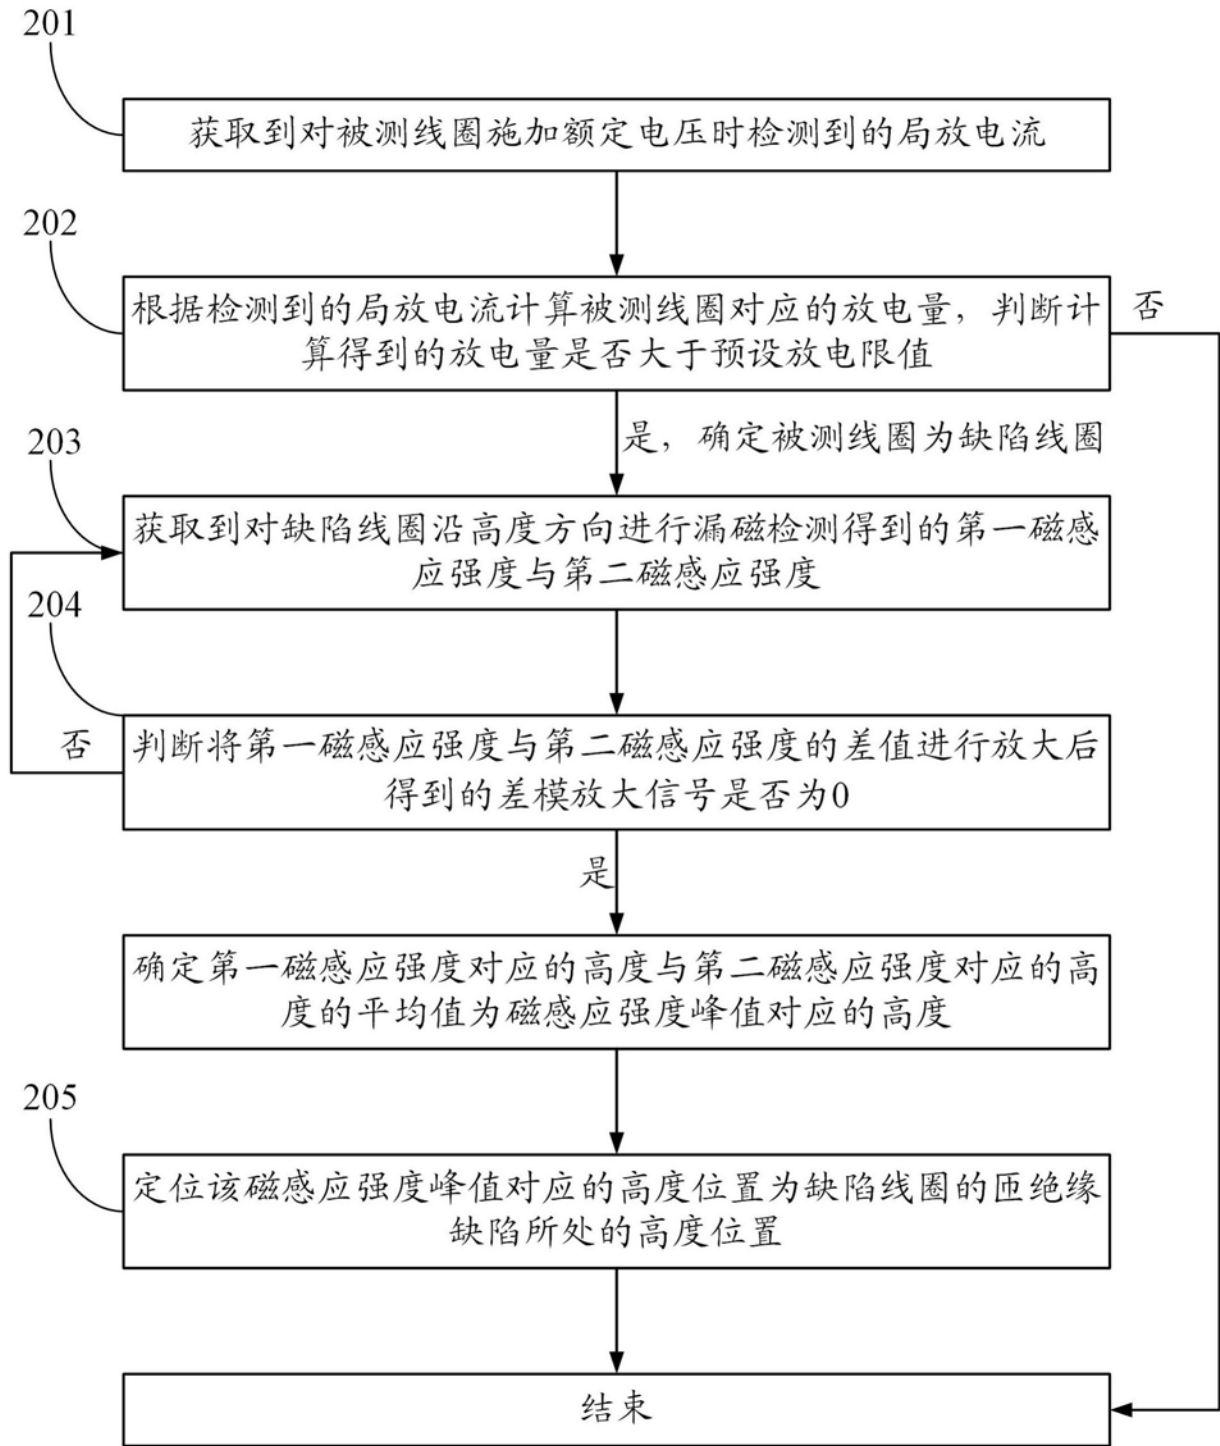 201
获取到对被测线圈施加额定电压时检测到的局放电流
202
根据检测到的局放电流计算被测线圈对应的放电量，判断计
算得到的放电量是否大于预设放电限值
否
是，确定被测线圈为缺陷线圈
203
获取到对缺陷线圈沿高度方向进行漏磁检测得到的第一磁感
应强度与第二磁感应强度
204
否
判断将第一磁感应强度与第二磁感应强度的差值进行放大后
得到的差模放大信号是否为0
是
确定第一磁感应强度对应的高度与第二磁感应强度对应的高
度的平均值为磁感应强度峰值对应的高度
205
定位该磁感应强度峰值对应的高度位置为缺陷线圈的匝绝缘
缺陷所处的高度位置
结束